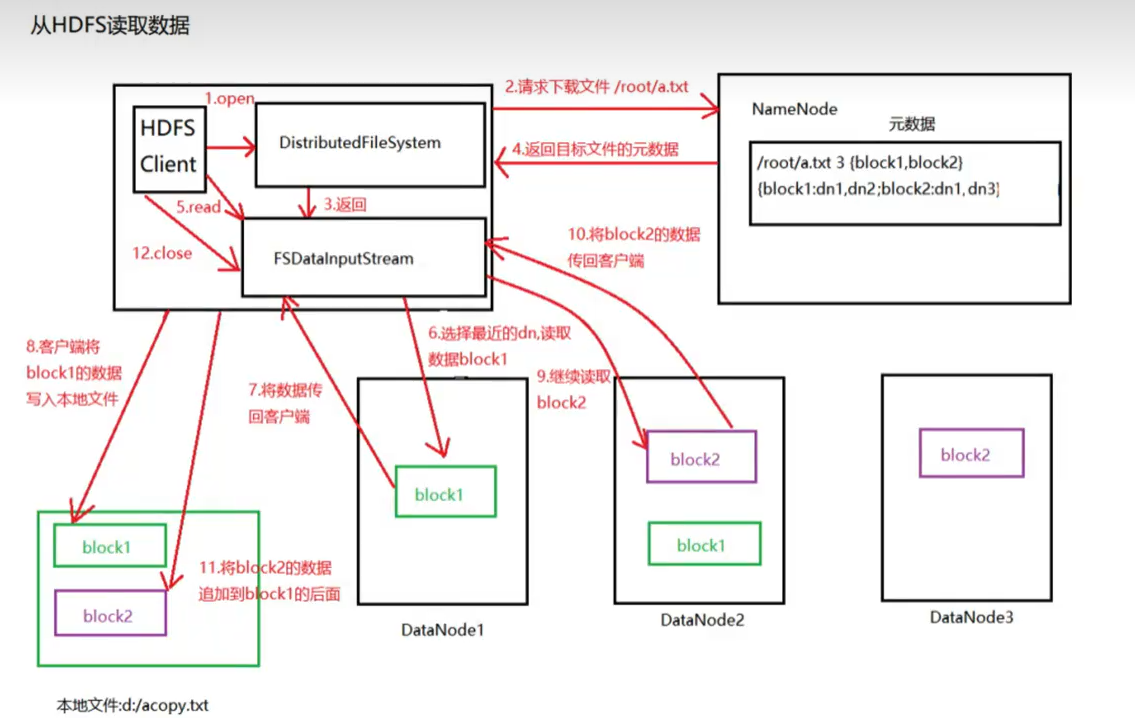 从HDFS读取数据
1.open
2.请求下载文件 /root/a.txt
HDFS
Client
DistributedFileSystem
NameNode
元数据
4.返回目标文件的元数据
/root/a.txt 3 {block1,block2}
{block1:dn1,dn2;block2:dn1,dn3}
5.read
3.返回
12.close
FSDataInputStream
10.将block2的数据
传回客户端
8.客户端将
block1的数据
写入本地文件
6.选择最近的dn,读取
数据block1
7.将数据传
回客户端
9.继续读取
block2
block2
block2
block1
block1
block1
block2
11.将block2的数据
追加到block1的后面
DataNode1
DataNode2
DataNode3
本地文件:d:/acopy.txt